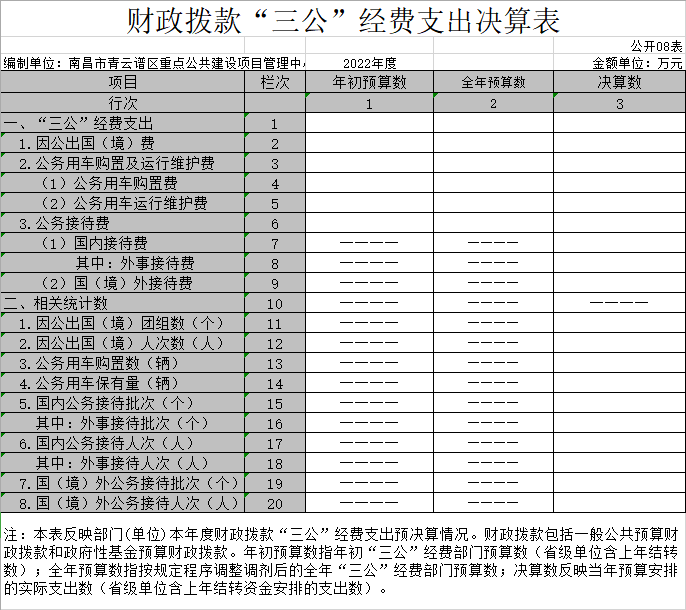 财政拨款“三公”经费支出决算表
公开08表
编制单位：南昌市青云谱区重点公共建设项目管理中 2022年度 金额单位：万元
项目 栏次 年初预算数 全年预算数 决算数
行次 1 2 3
一、“三公”经费支出 1
1.因公出国（境）费 2
2.公务用车购置及运行维护费 3
（1）公务用车购置费 4
（2）公务用车运行维护费 5
3.公务接待费 6
（1）国内接待费 7 ———— ————
其中：外事接待费 8 ———— ————
（2）国（境）外接待费 9 ———— ————
二、相关统计数 10 ———— ———— ————
1.因公出国（境）团组数（个） 11 ———— ————
2.因公出国（境）人次数（人） 12 ———— ————
3.公务用车购置数（辆） 13 ———— ————
4.公务用车保有量（辆） 14 ———— ————
5.国内公务接待批次（个） 15 ———— ————
其中：外事接待批次（个） 16 ———— ————
6.国内公务接待人次（人） 17 ———— ————
其中：外事接待人次（人） 18 ———— ————
7.国（境）外公务接待批次（个） 19 ———— ————
8.国（境）外公务接待人次（人） 20 ———— ————
注：本表反映部门(单位)本年度财政拨款“三公”经费支出预决算情况。财政拨款包括一般公共预算财
政拨款和政府性基金预算财政拨款。年初预算数指年初“三公”经费部门预算数（省级单位含上年结转
数）；全年预算数指按规定程序调整调剂后的全年“三公”经费部门预算数；决算数反映当年预算安排
的实际支出数（省级单位含上年结转资金安排的支出数）。